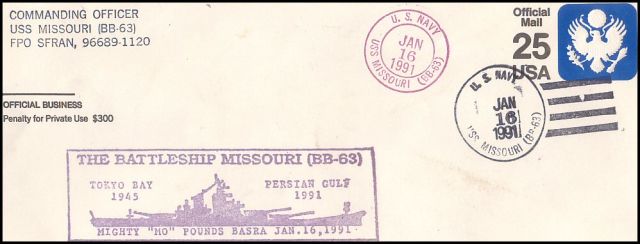 COMMANDING OFFICER
USS MISSOURI (BB-63)
FPO SFRAN, 96689-1120
U. S. NAVY
JAN
16
1991
USS MISSOURI (BB-63)
Official
Mail
25
USA
U. S. NAVY
JAN
16
1991
USS MISSOURI (BB-63)
OFFICIAL BUSINESS
Penalty for Private Use $300
THE BATTLESHIP MISSOURI (BB-63)
TOKYO BAY PERSIAN GULF
1945 1991
MIGHTY "MO" POUNDS BASRA JAN.16,1991